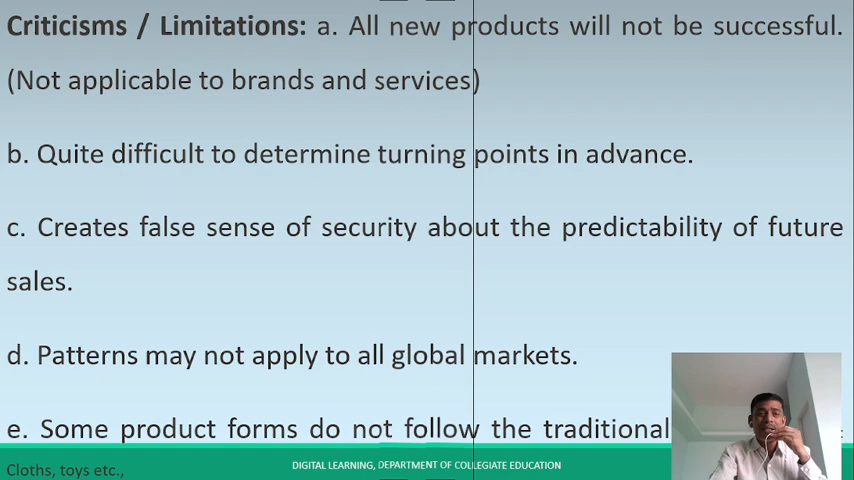 Criticisms / Limitations: a. All new products will not be successful.
(Not applicable to brands and services)
b. Quite difficult to determine turning points in advance.
c. Creates false sense of security about the predictability of future
sales.
d. Patterns may not apply to all global markets.
e. Some product forms do not follow the traditional
DIGITAL LEARNING, DEPARTMENT OF COLLEGIATE EDUCATION
Cloths, toys etc.,